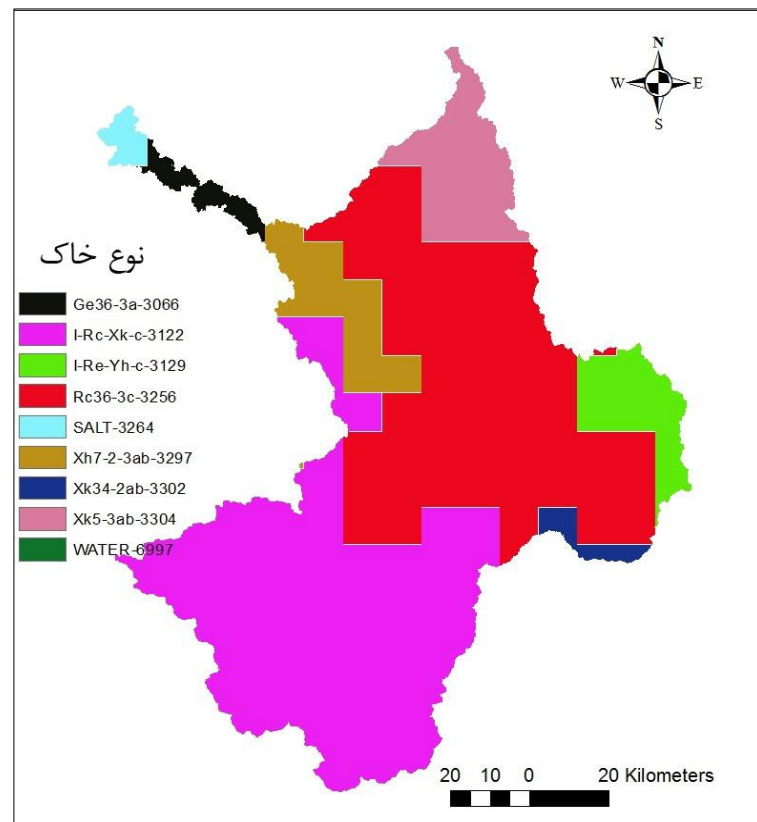 N
W E
S
نوع خاک
Ge36-3a-3066
I-Rc-Xk-c-3122
I-Re-Yh-c-3129
Rc36-3c-3256
SALT-3264
Xh7-2-3ab-3297
Xk34-2ab-3302
Xk5-3ab-3304
WATER-6997
20 10 0 20 Kilometers